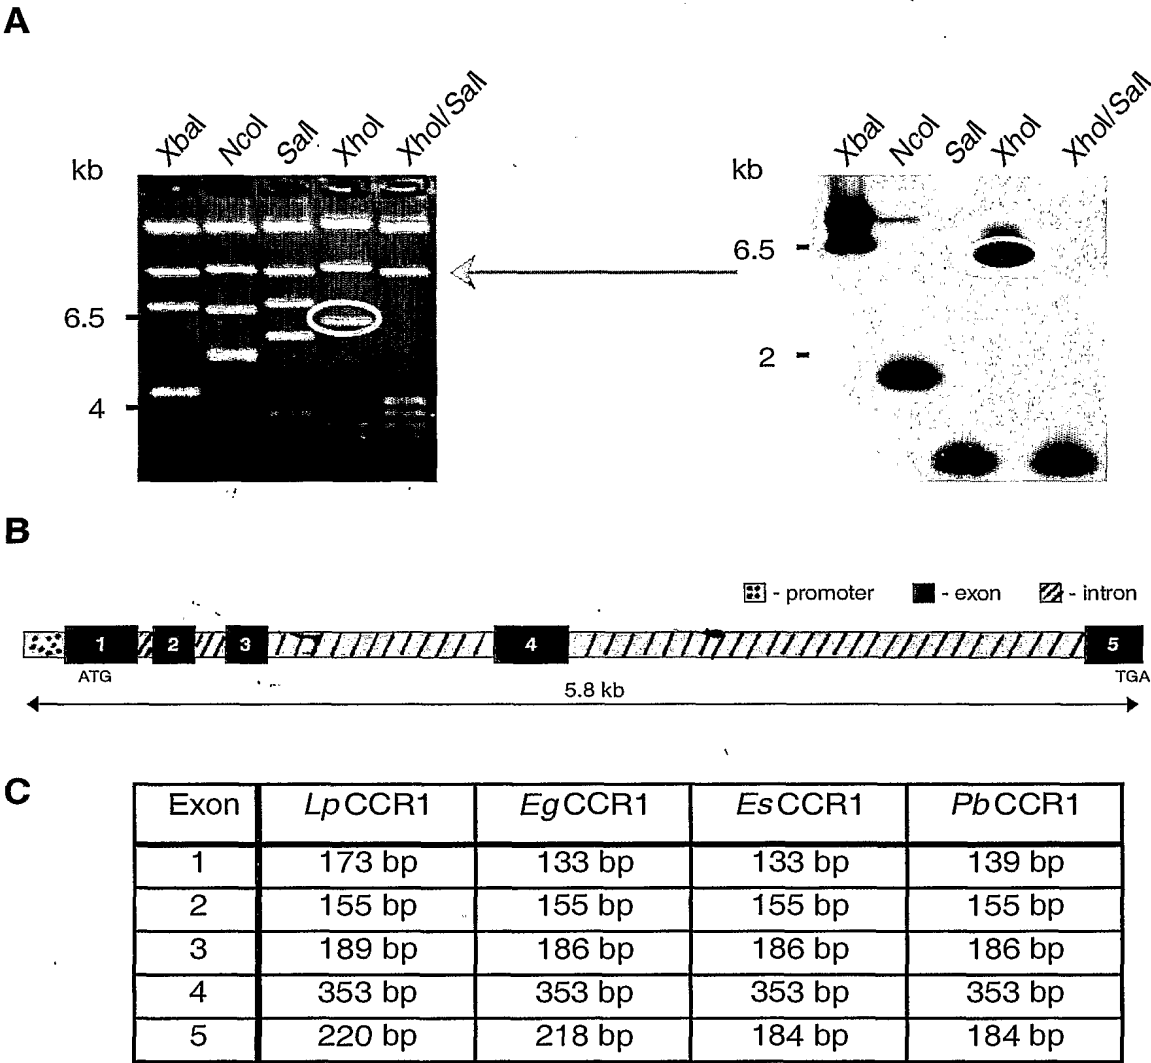 A
XbaI NcoI SalI XhoI XhoI/SalI
kb
6.5
4
XbaI NcoI SalI XhoI XhoI/SalI
kb
6.5
2
B
- promoter - exon - intron
1 2 3 4 5
ATG TGA
5.8 kb
C
Exon LpCCR1 EgCCR1 EsCCR1 PbCCR1
1 173 bp 133 bp 133 bp 139 bp
2 155 bp 155 bp 155 bp 155 bp
3 189 bp 186 bp 186 bp 186 bp
4 353 bp 353 bp 353 bp 353 bp
5 220 bp 218 bp 184 bp 184 bp